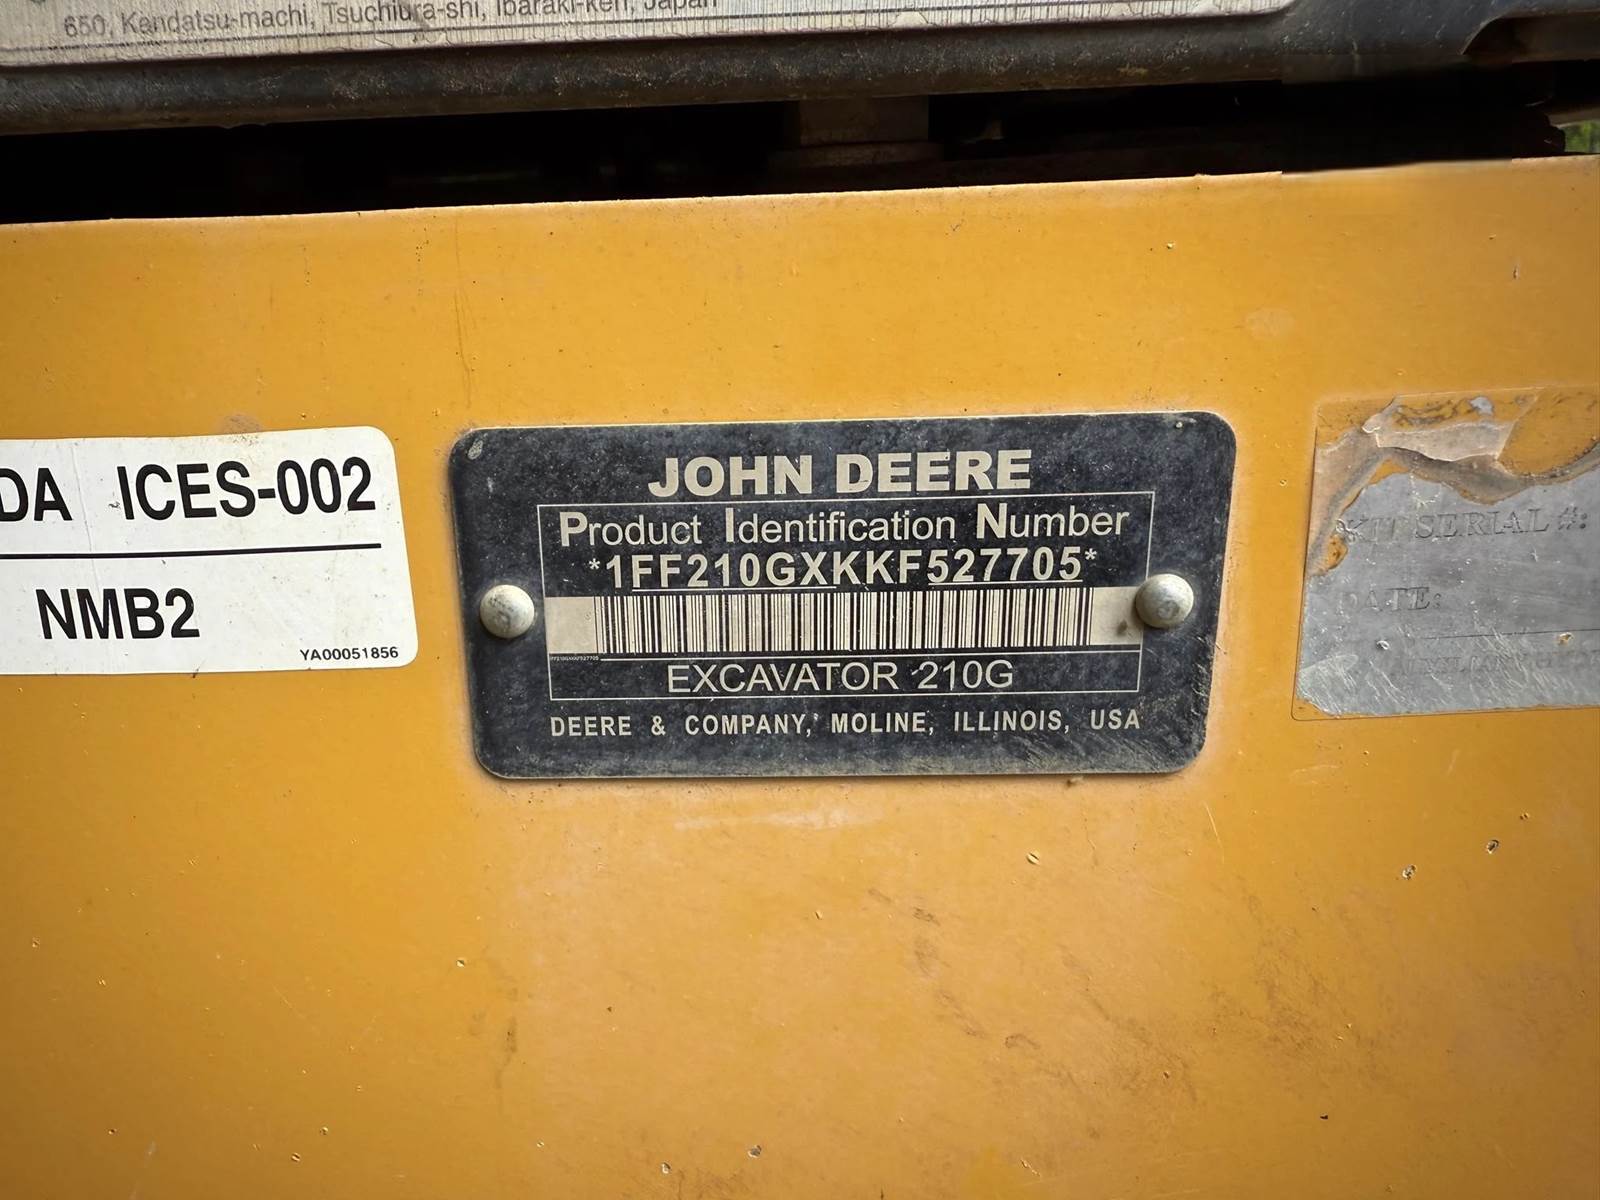 650, Kandatsu-machi, Tsuchiura-shi, Ibaraki-ken, Japan
DA ICES-002
NMB2
YA00051856
JOHN DEERE
Product Identification Number
*1FF210GXKKF527705*
EXCAVATOR 210G
DEERE & COMPANY, MOLINE, ILLINOIS, USA
KIT SERIAL #:
DATE: